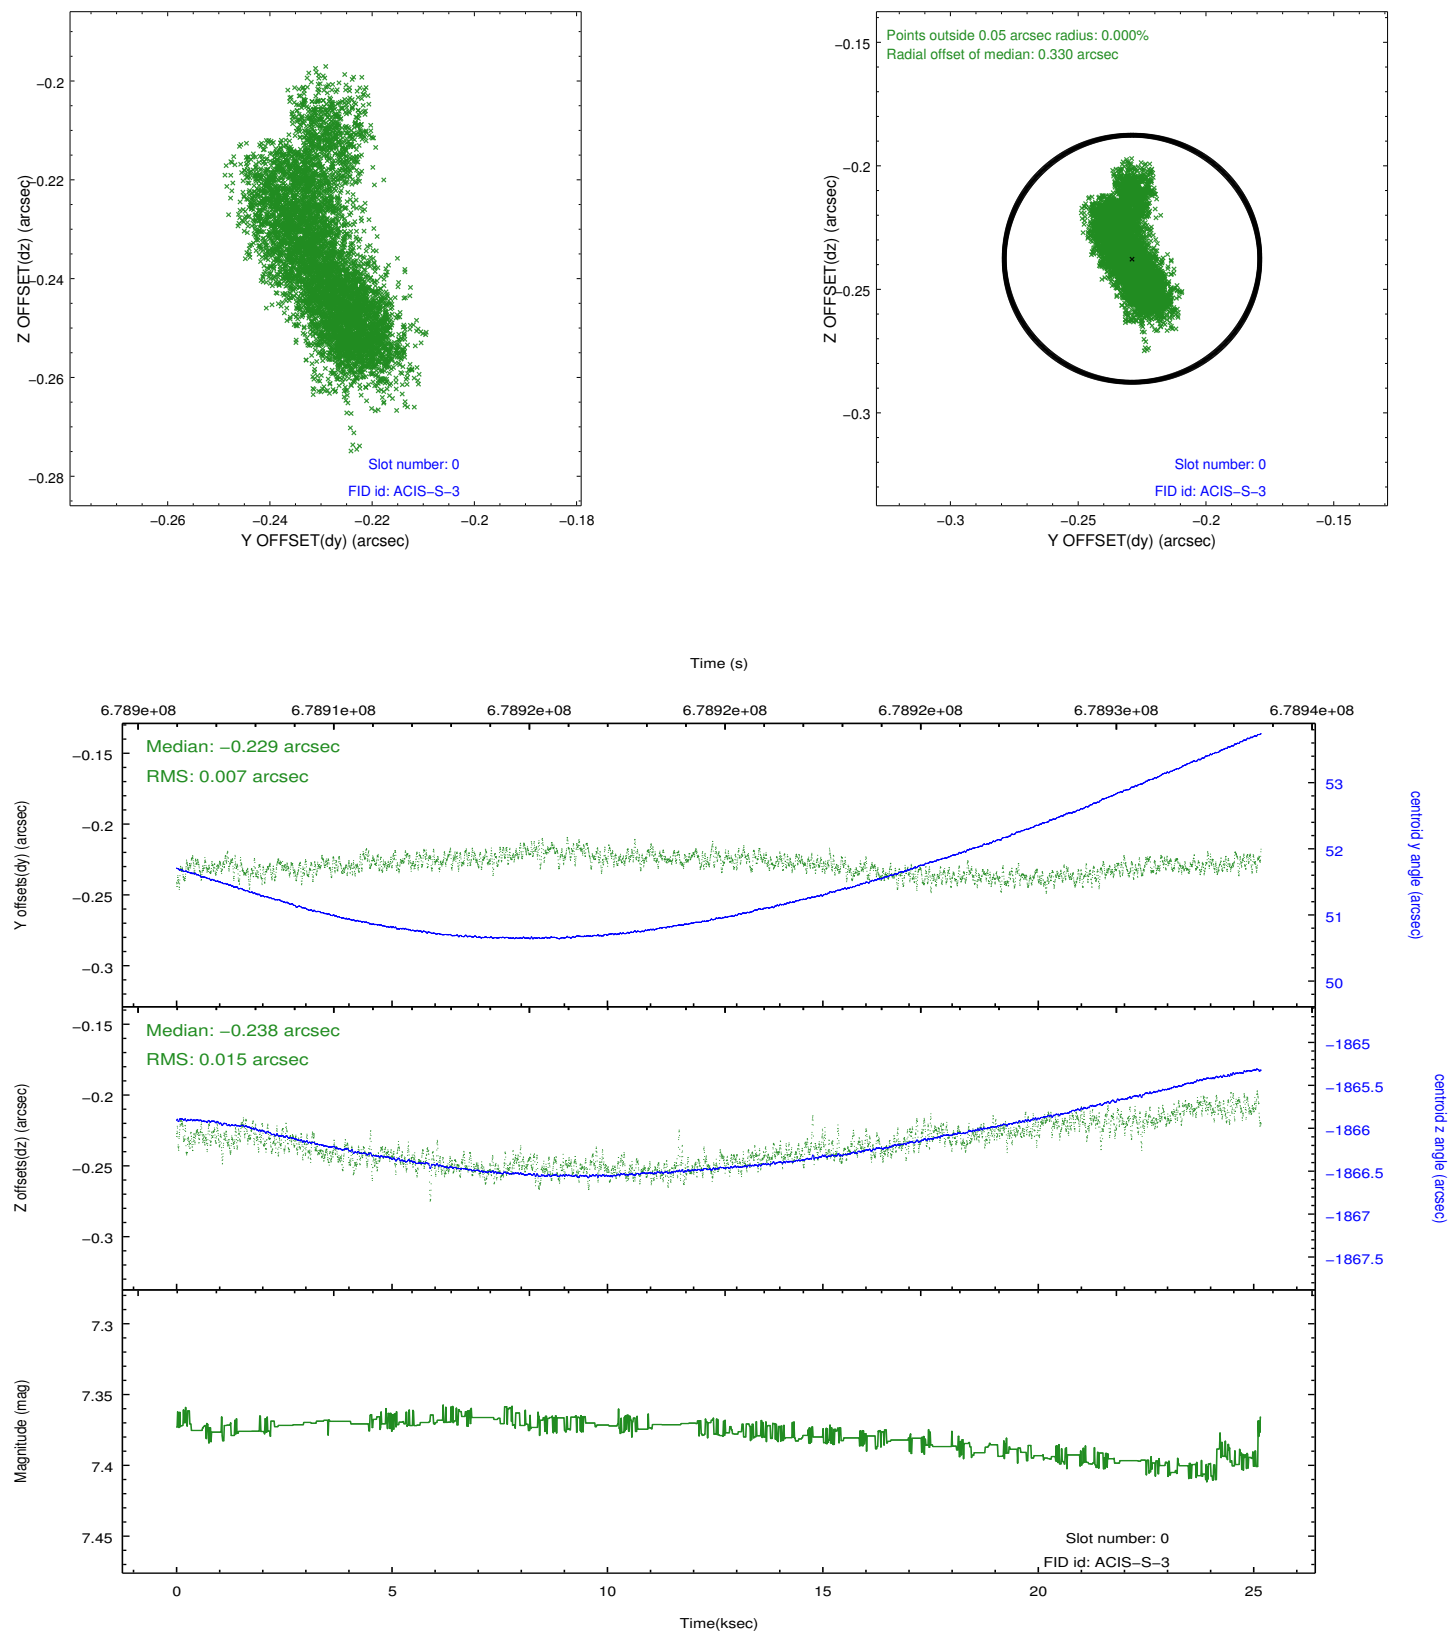 −0.2
−0.22
−0.24
−0.26
−0.28
Z OFFSET(dz) (arcsec)
Slot number: 0
FID id: ACIS−S−3
−0.26 −0.24 −0.22 −0.2 −0.18
Y OFFSET(dy) (arcsec)
Points outside 0.05 arcsec radius: 0.000%
Radial offset of median: 0.330 arcsec
−0.15
−0.2
−0.25
−0.3
Z OFFSET(dz) (arcsec)
Slot number: 0
FID id: ACIS−S−3
−0.3 −0.25 −0.2 −0.15
Y OFFSET(dy) (arcsec)
Time (s)
6.789e+08 6.7891e+08 6.7892e+08 6.7892e+08 6.7892e+08 6.7893e+08 6.7894e+08
Median: −0.229 arcsec
RMS: 0.007 arcsec
−0.15
−0.2
−0.25
−0.3
Y offsets(dy) (arcsec)
53
52
51
50
centroid y angle (arcsec)
Median: −0.238 arcsec
RMS: 0.015 arcsec
−0.15
−0.2
−0.25
−0.3
Z offsets(dz) (arcsec)
−1865
−1865.5
−1866
−1866.5
−1867
−1867.5
centroid z angle (arcsec)
7.3
7.35
7.4
7.45
Magnitude (mag)
Slot number: 0
FID id: ACIS−S−3
0 5 10 15 20 25
Time(ksec)